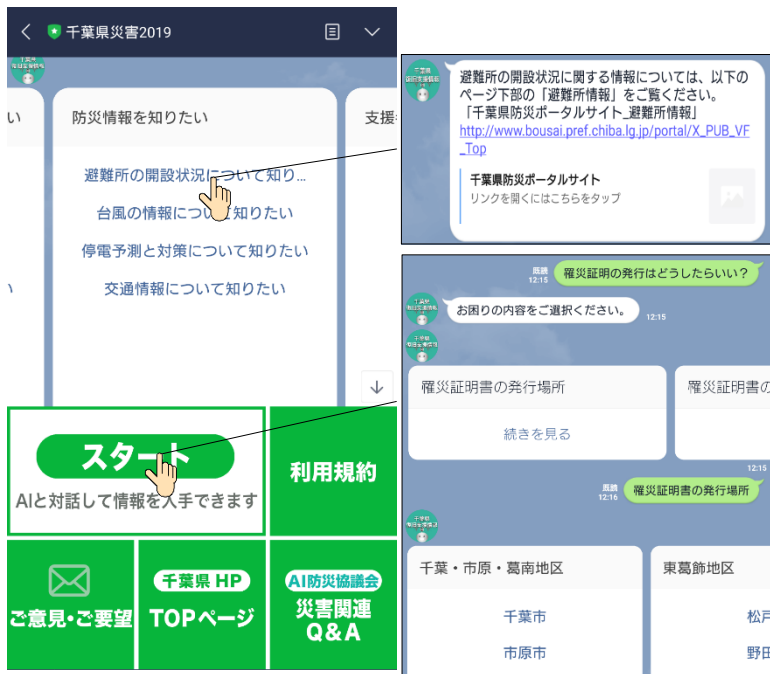 千葉県災害2019
い
防災情報を知りたい
支援
避難所の開設状況について知り...
台風の情報について知りたい
停電予測と対策について知りたい
交通情報について知りたい
スタート
AIと対話して情報を入手できます
利用規約
ご意見・ご要望
千葉県 HP
TOPページ
AI防災協議会
災害関連
Q&A
避難所の開設状況に関する情報については、以下の
ページ下部の「避難所情報」をご覧ください。
「千葉県防災ポータルサイト_避難所情報」
http://www.bousai.pref.chiba.lg.jp/portal/X_PUB_VF
_Top
千葉県防災ポータルサイト
リンクを開くにはこちらをタップ
既読
12:15
罹災証明の発行はどうしたらいい？
お困りの内容をご選択ください。
12:15
罹災証明書の発行場所
罹災証明書の
続きを見る
12:15
既読
12:16
罹災証明書の発行場所
千葉・市原・葛南地区
東葛飾地区
千葉市
松戸
市原市
野田